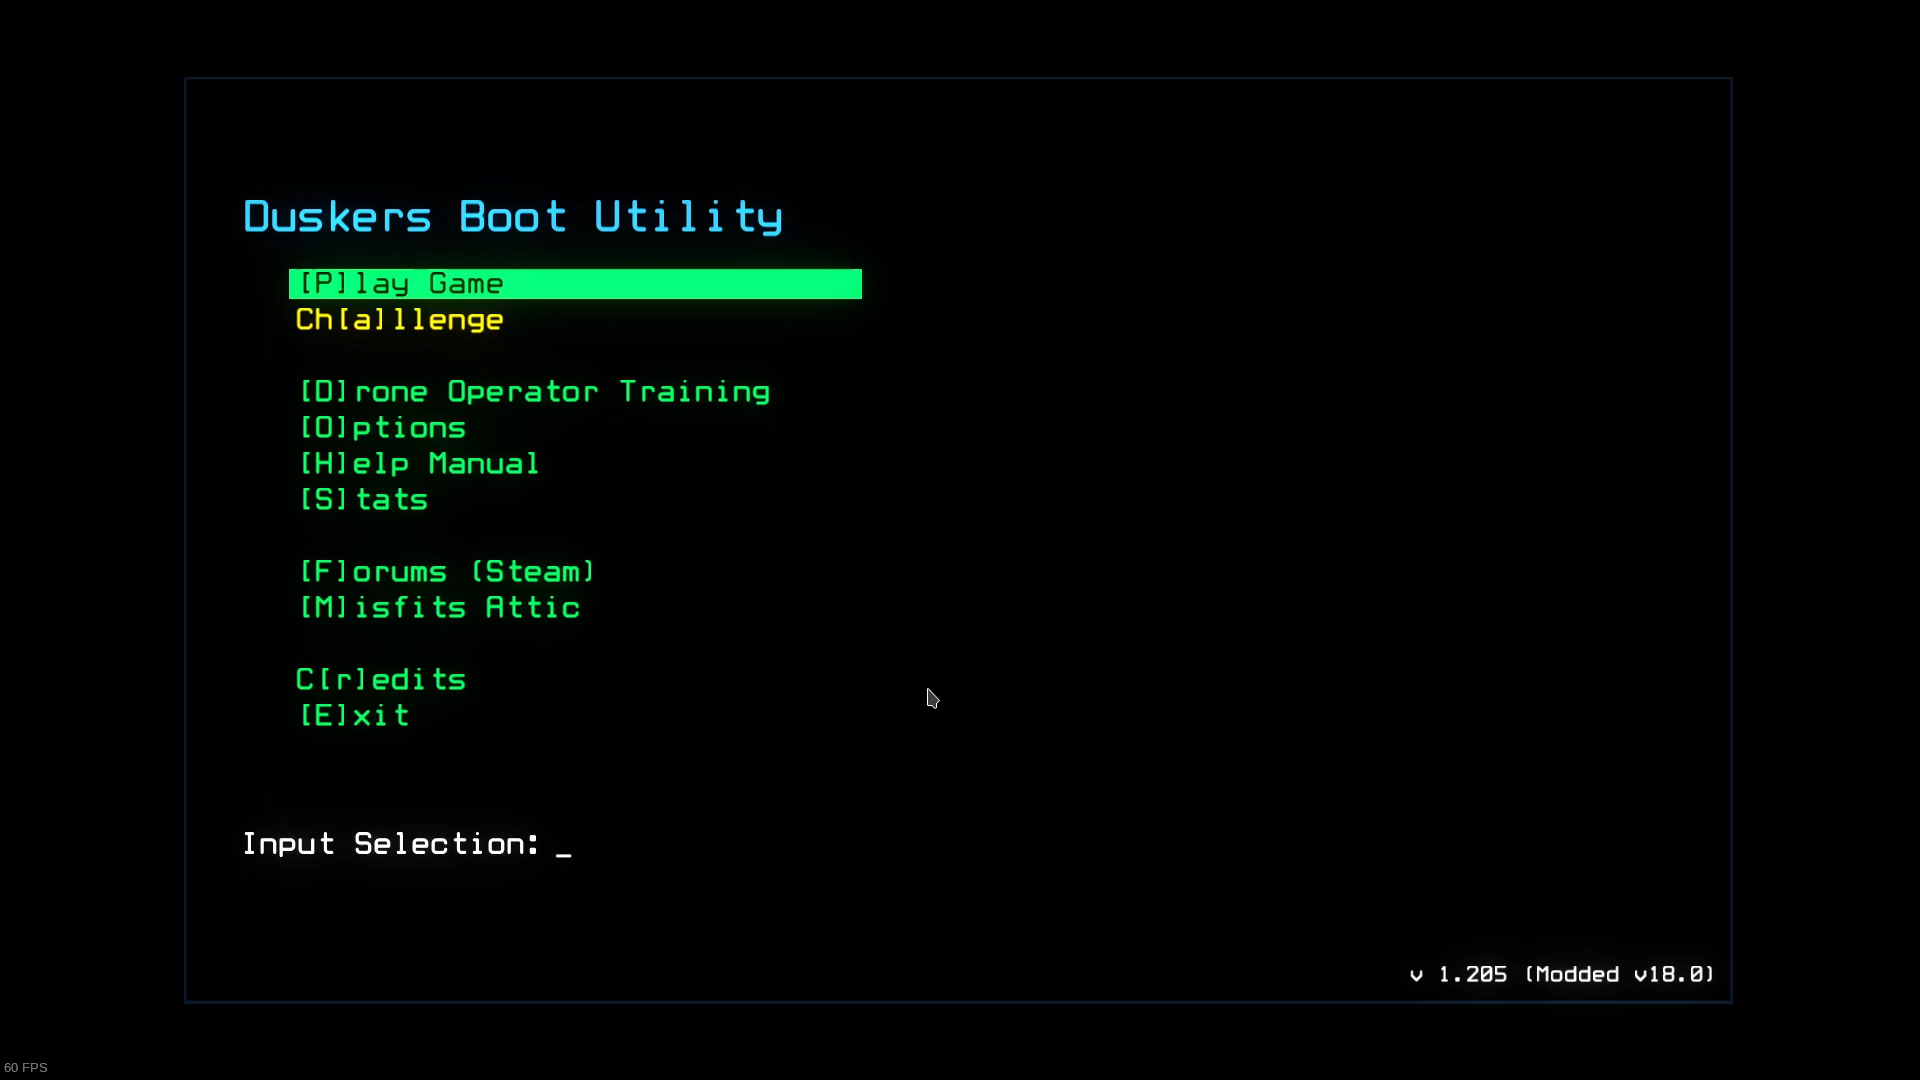 Duskers Boot Utility
[P]lay Game
Ch[a]llenge
[D]rone Operator Training
[O]ptions
[H]elp Manual
[S]tats
[F]orums (Steam)
[M]isfits Attic
C[r]edits
[E]xit
Input Selection: _
v 1.205 (Modded v18.0)
60 FPS